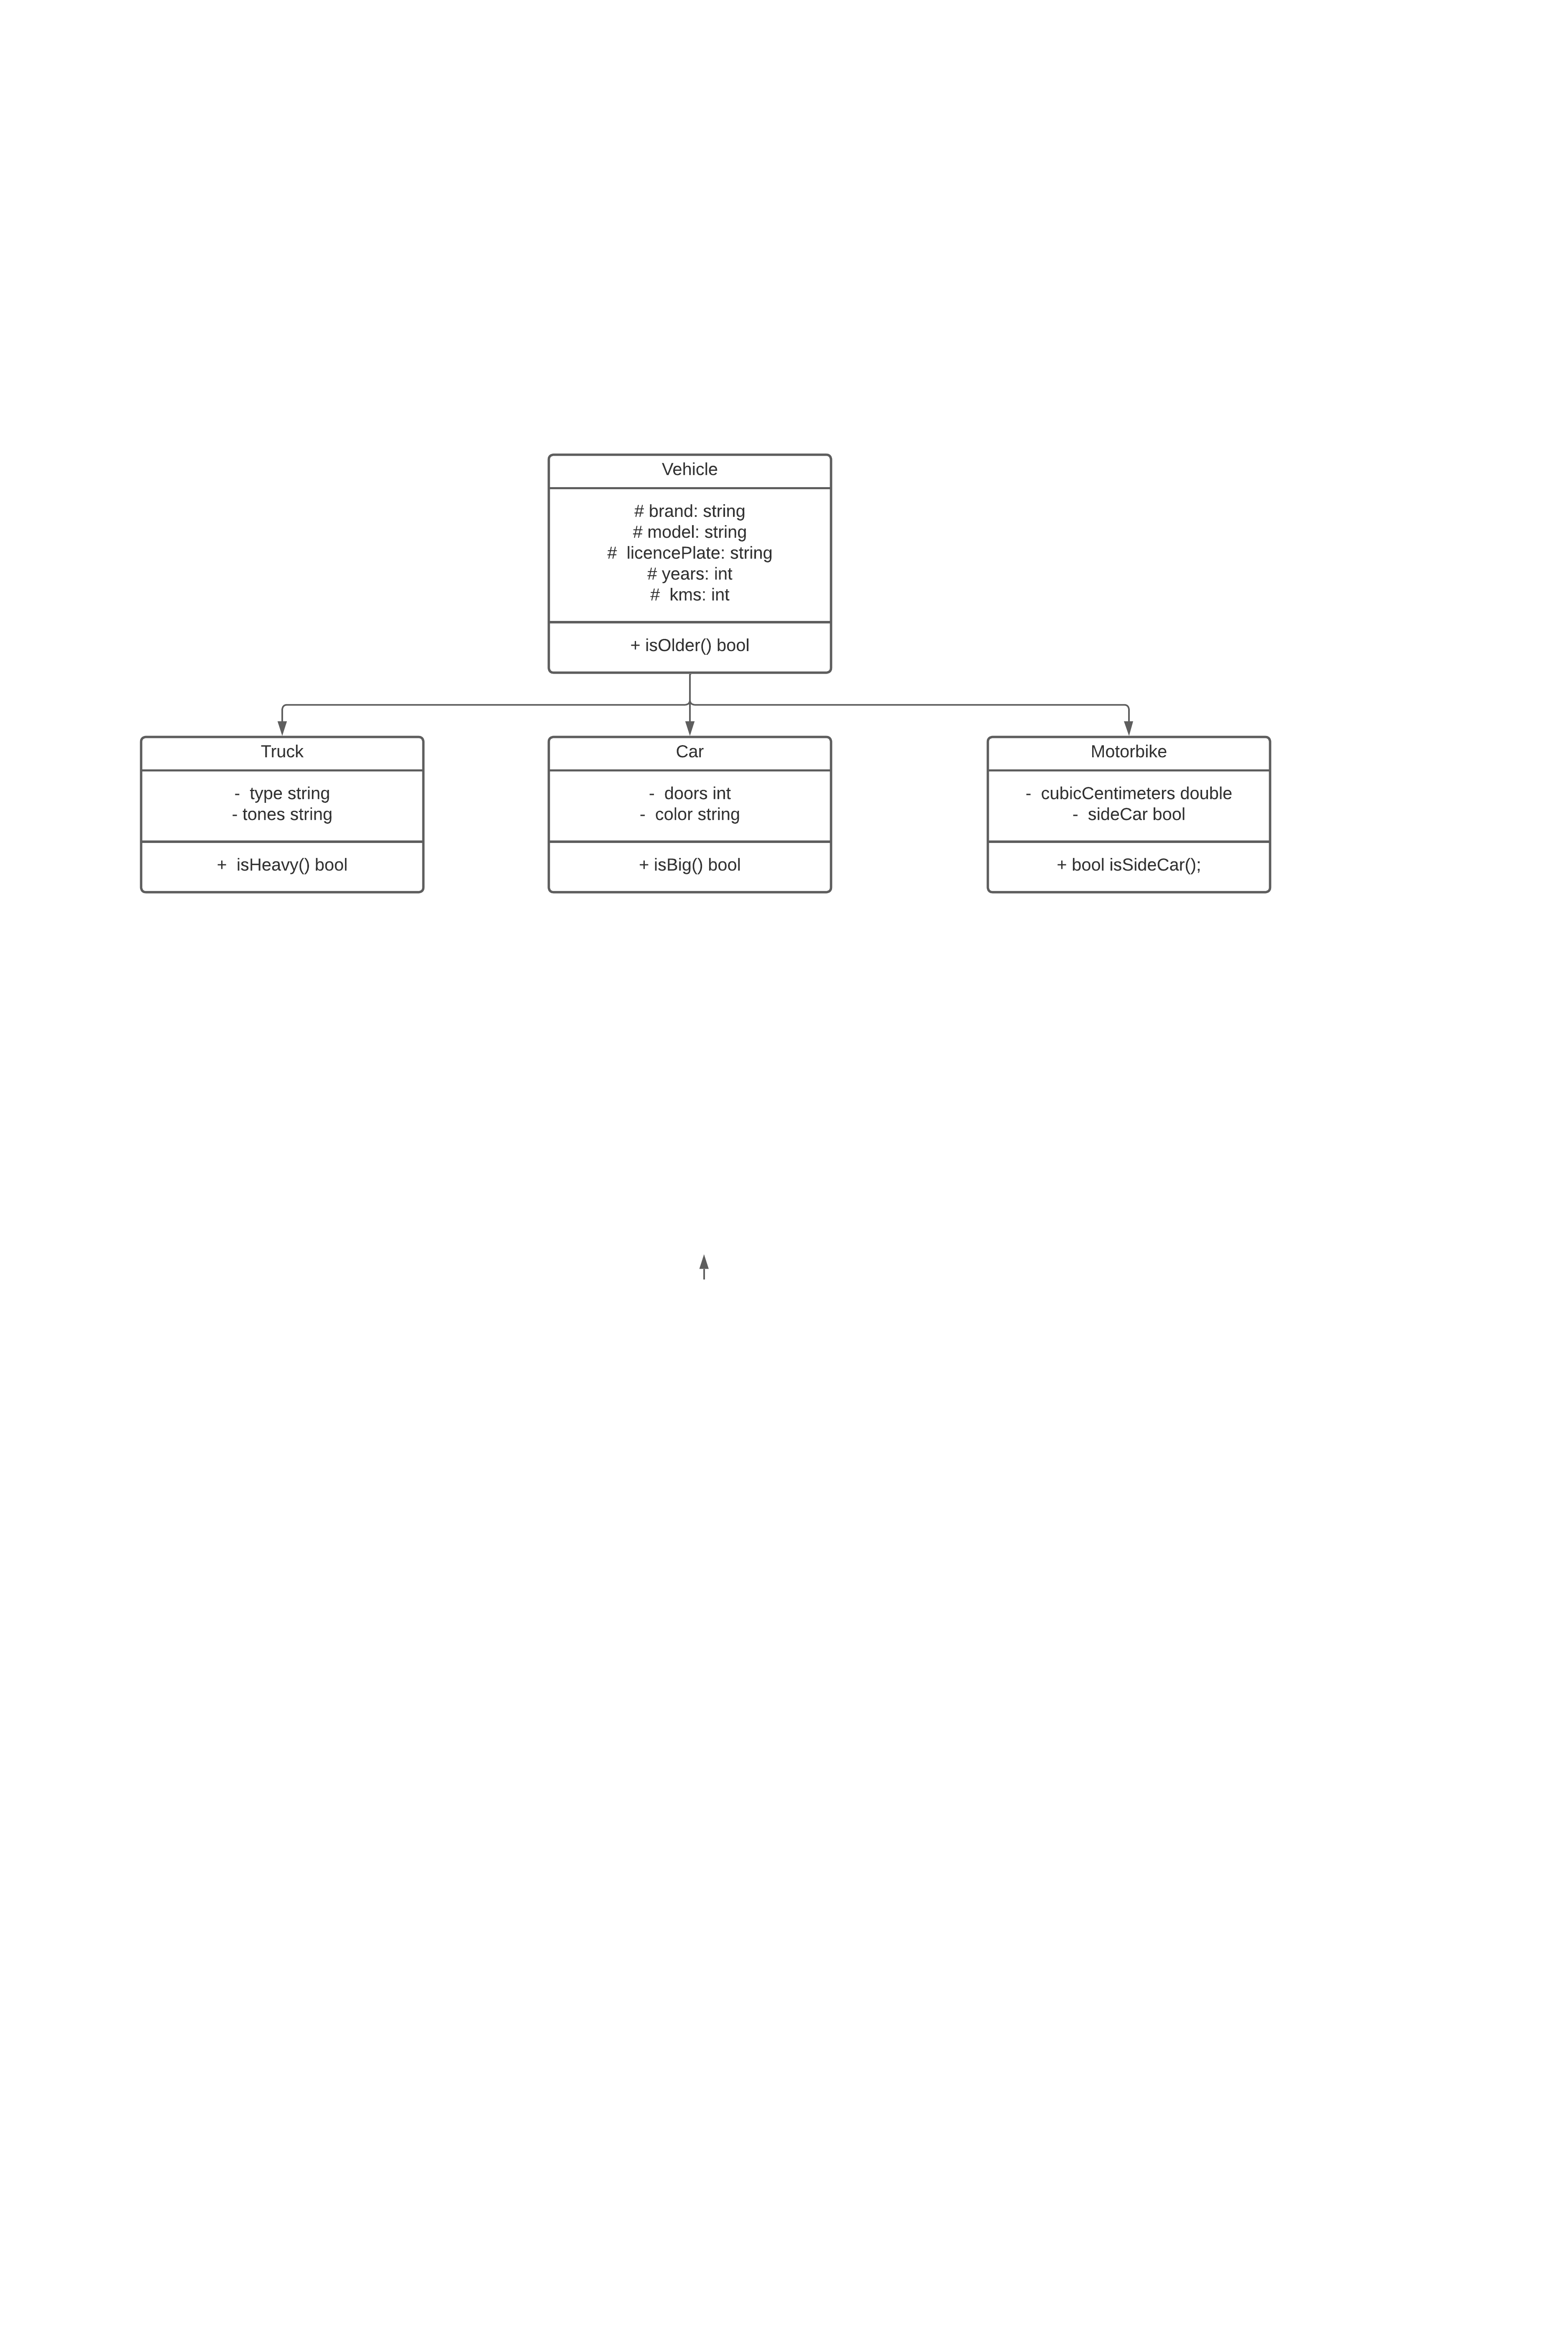 Vehicle
# brand: string
# model: string
#  licencePlate: string
# years: int
#  kms: int
+ isOlder() bool
Truck
-  type string
- tones string
+  isHeavy() bool
Car
-  doors int
-  color string
+ isBig() bool
Motorbike
-  cubicCentimeters double
-  sideCar bool
+ bool isSideCar();